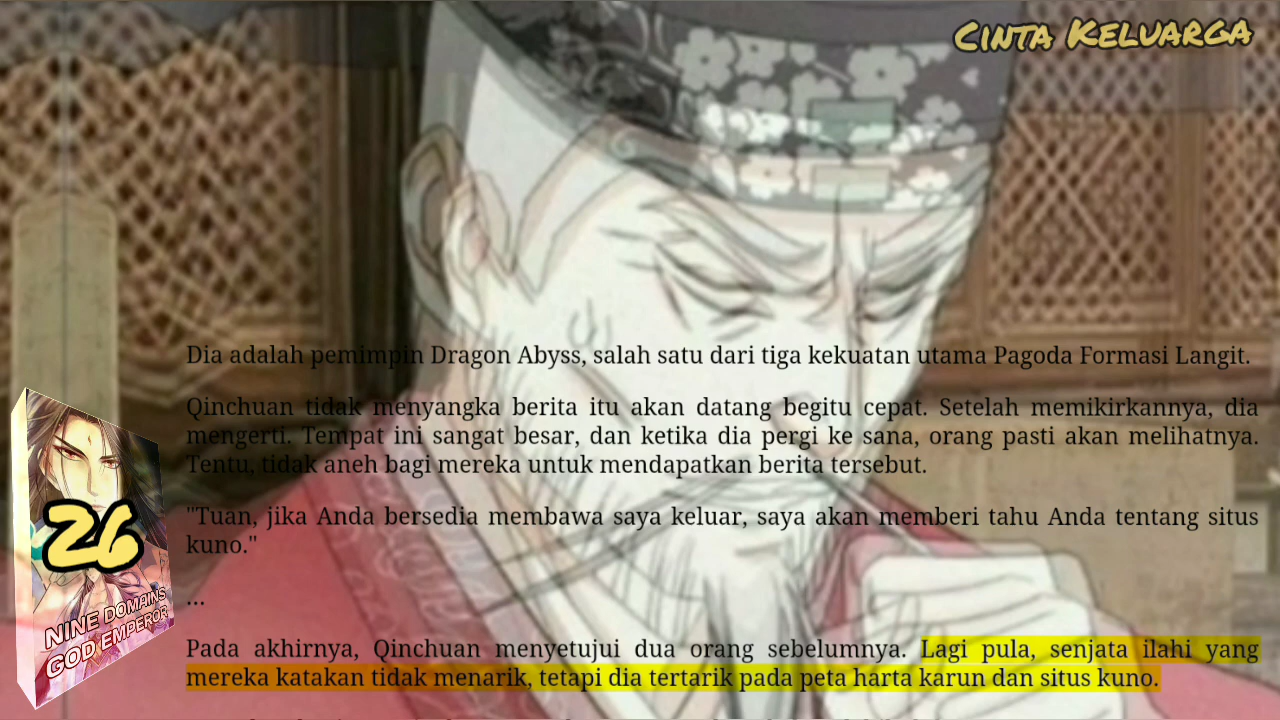 Cinta Keluarga
Dia adalah pemimpin Dragon Abyss, salah satu dari tiga kekuatan utama Pagoda Formasi Langit.
Qinchuan tidak menyangka berita itu akan datang begitu cepat. Setelah memikirkannya, dia
mengerti. Tempat ini sangat besar, dan ketika dia pergi ke sana, orang pasti akan melihatnya.
Tentu, tidak aneh bagi mereka untuk mendapatkan berita tersebut.
"Tuan, jika Anda bersedia membawa saya keluar, saya akan memberi tahu Anda tentang situs
kuno."
...
Pada akhirnya, Qinchuan menyetujui dua orang sebelumnya. Lagi pula, senjata ilahi yang
mereka katakan tidak menarik, tetapi dia tertarik pada peta harta karun dan situs kuno.
26
NINE DOMAINS
GOD EMPEROR